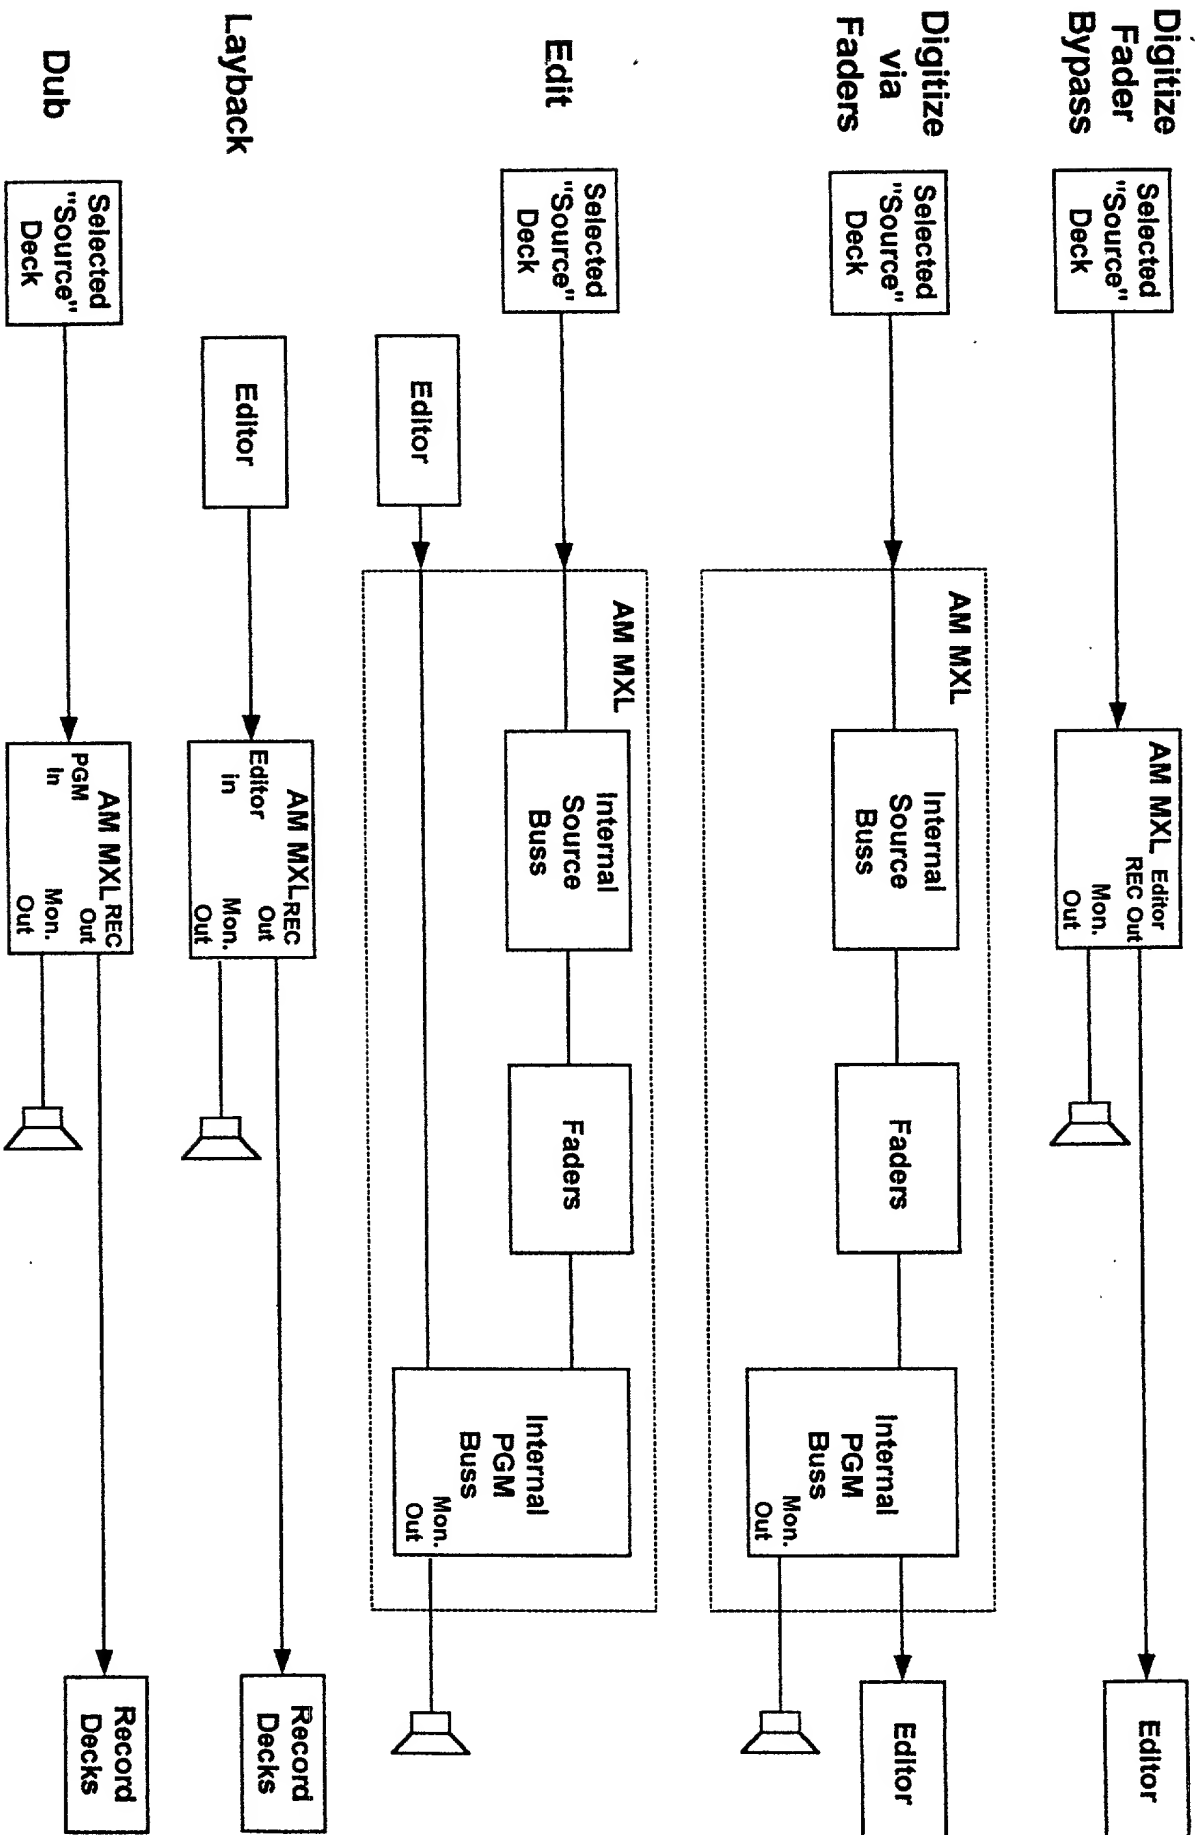 Digitize
Fader
Bypass
Selected
"Source"
Deck
AM MXL
Editor
REC Out
Mon.
Out
Editor
Digitize
via
Faders
Selected
"Source"
Deck
AM MXL
Internal
Source
Buss
Faders
Internal
PGM
Buss
Mon.
Out
Editor
Edit
Selected
"Source"
Deck
Editor
AM MXL
Internal
Source
Buss
Faders
Internal
PGM
Buss
Mon.
Out
Layback
Editor
AM MXL
Editor
in
REC
Out
Mon.
Out
Record
Decks
Dub
Selected
"Source"
Deck
AM MXL
PGM
In
REC
Out
Mon.
Out
Record
Decks